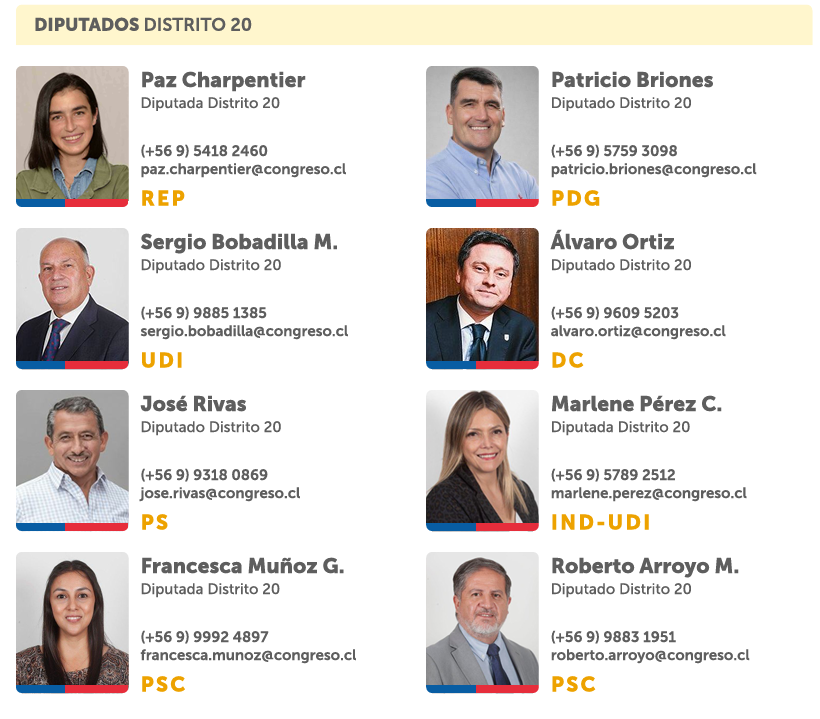 DIPUTADOS DISTRITO 20
Paz Charpentier
Diputada Distrito 20
(+56 9) 5418 2460
paz.charpentier@congreso.cl
REP
Patricio Briones
Diputado Distrito 20
(+56 9) 5759 3098
patricio.briones@congreso.cl
PDG
Sergio Bobadilla M.
Diputado Distrito 20
(+56 9) 9885 1385
sergio.bobadilla@congreso.cl
UDI
Álvaro Ortiz
Diputado Distrito 20
(+56 9) 9609 5203
alvaro.ortiz@congreso.cl
DC
José Rivas
Diputado Distrito 20
(+56 9) 9318 0869
jose.rivas@congreso.cl
PS
Marlene Pérez C.
Diputada Distrito 20
(+56 9) 5789 2512
marlene.perez@congreso.cl
IND-UDI
Francesca Muñoz G.
Diputada Distrito 20
(+56 9) 9992 4897
francesca.munoz@congreso.cl
PSC
Roberto Arroyo M.
Diputado Distrito 20
(+56 9) 9883 1951
roberto.arroyo@congreso.cl
PSC